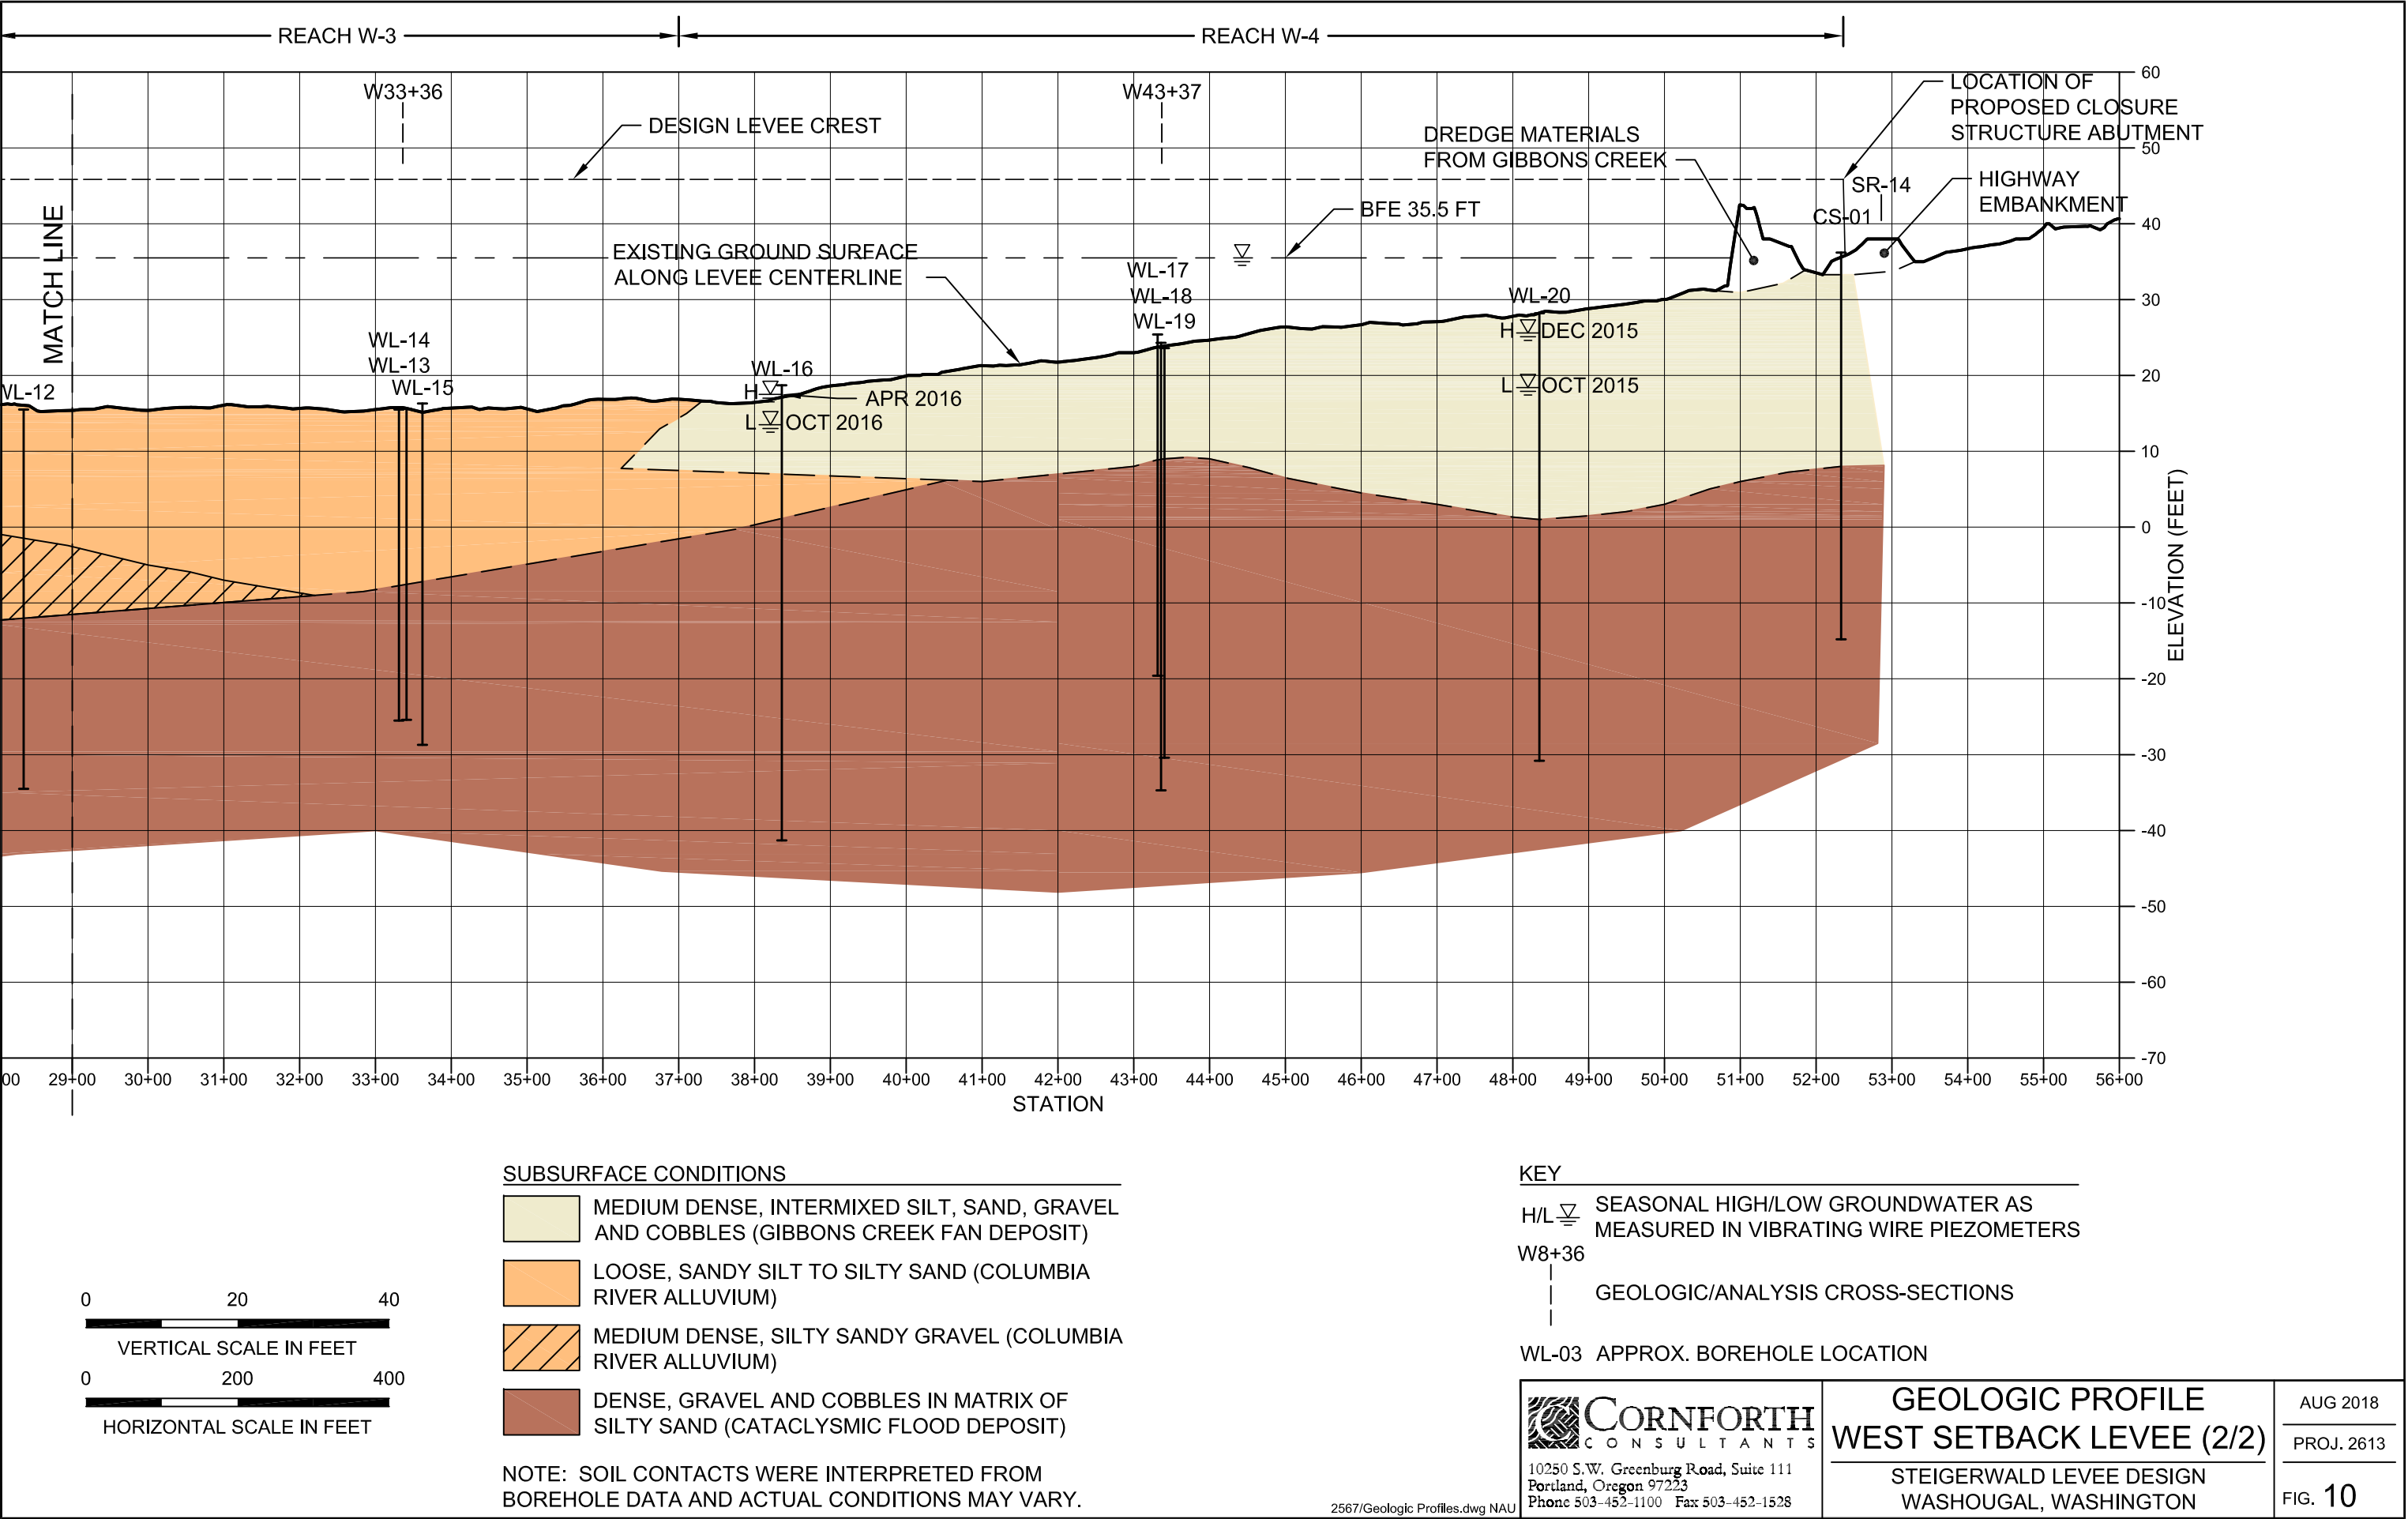 REACH W-3
REACH W-4
W33+36
W43+37
DESIGN LEVEE CREST
DREDGE MATERIALS
FROM GIBBONS CREEK
LOCATION OF
PROPOSED CLOSURE
STRUCTURE ABUTMENT
SR-14
CS-01
HIGHWAY
EMBANKMENT
BFE 35.5 FT
EXISTING GROUND SURFACE
ALONG LEVEE CENTERLINE
MATCH LINE
WL-12
WL-14
WL-13
WL-15
WL-16
H
APR 2016
L OCT 2016
WL-17
WL-18
WL-19
WL-20
H DEC 2015
L OCT 2015
60
50
40
30
20
10
0
-10
-20
-30
-40
-50
-60
-70
ELEVATION (FEET)
00 29+00 30+00 31+00 32+00 33+00 34+00 35+00 36+00 37+00 38+00 39+00 40+00 41+00 42+00 43+00 44+00 45+00 46+00 47+00 48+00 49+00 50+00 51+00 52+00 53+00 54+00 55+00 56+00
STATION
0 20 40
VERTICAL SCALE IN FEET
0 200 400
HORIZONTAL SCALE IN FEET
SUBSURFACE CONDITIONS
MEDIUM DENSE, INTERMIXED SILT, SAND, GRAVEL
AND COBBLES (GIBBONS CREEK FAN DEPOSIT)
LOOSE, SANDY SILT TO SILTY SAND (COLUMBIA
RIVER ALLUVIUM)
MEDIUM DENSE, SILTY SANDY GRAVEL (COLUMBIA
RIVER ALLUVIUM)
DENSE, GRAVEL AND COBBLES IN MATRIX OF
SILTY SAND (CATACLYSMIC FLOOD DEPOSIT)
NOTE: SOIL CONTACTS WERE INTERPRETED FROM
BOREHOLE DATA AND ACTUAL CONDITIONS MAY VARY.
KEY
H/L SEASONAL HIGH/LOW GROUNDWATER AS
MEASURED IN VIBRATING WIRE PIEZOMETERS
W8+36
GEOLOGIC/ANALYSIS CROSS-SECTIONS
WL-03 APPROX. BOREHOLE LOCATION
2567/Geologic Profiles.dwg NAU
CORNFORTH
CONSULTANTS
10250 S.W. Greenburg Road, Suite 111
Portland, Oregon 97223
Phone 503-452-1100 Fax 503-452-1528
GEOLOGIC PROFILE
WEST SETBACK LEVEE (2/2)
STEIGERWALD LEVEE DESIGN
WASHOUGAL, WASHINGTON
AUG 2018
PROJ. 2613
FIG. 10